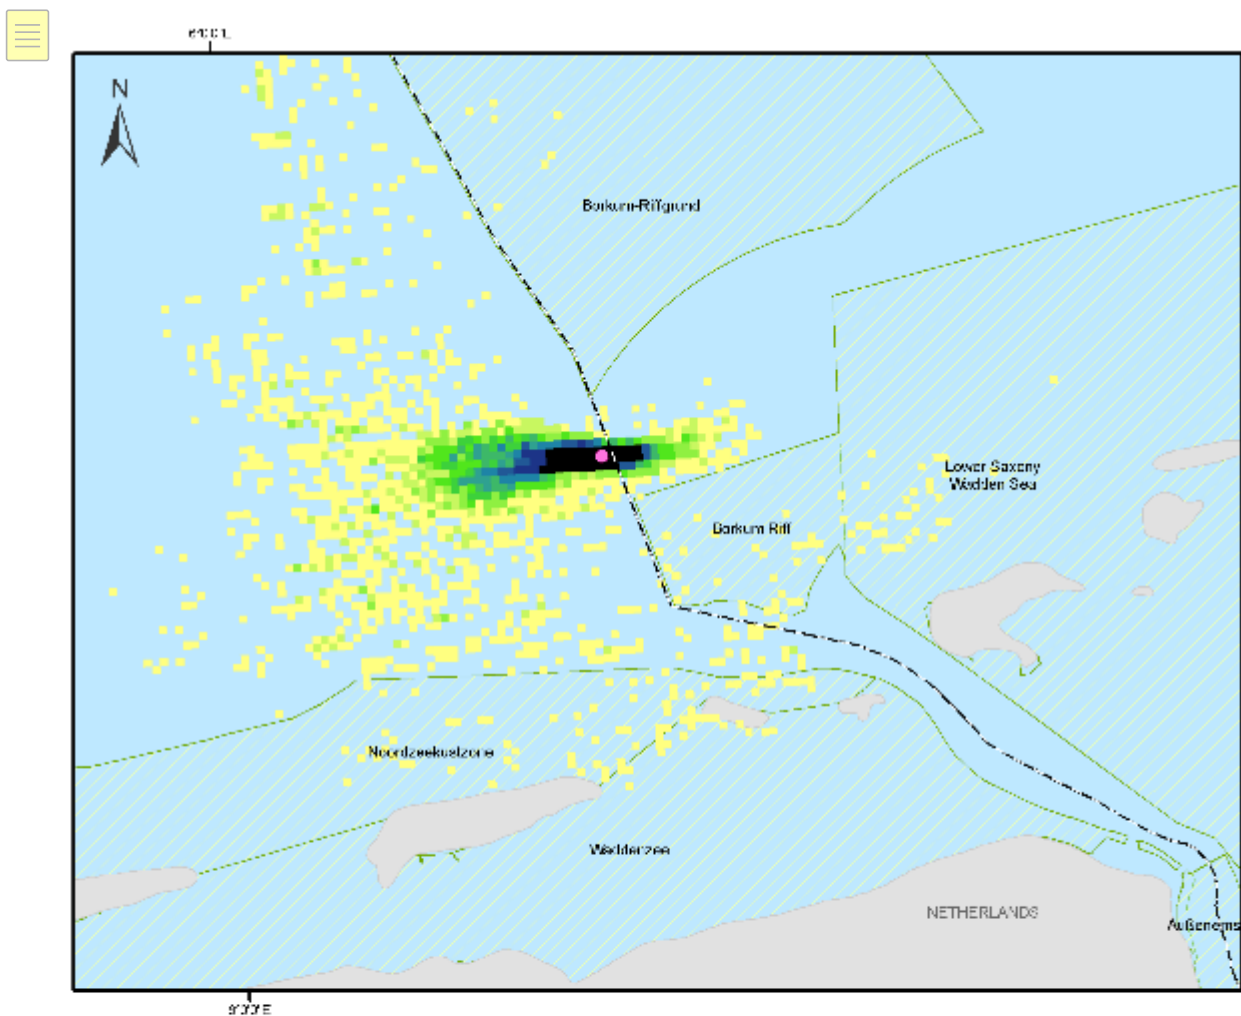 N
Borkum-Riffgrund
Lower Saxony
Wadden Sea
Borkum Riff
Noordzeekustzone
Waddenzee
NETHERLANDS
Außenems